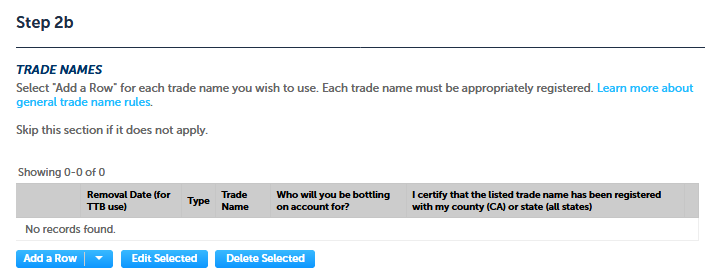 Step 2b
TRADE NAMES
Select "Add a Row" for each trade name you wish to use. Each trade name must be appropriately registered. Learn more about
general trade name rules.
Skip this section if it does not apply.
Showing 0-0 of 0
Removal Date (for TTB use) Type Trade Name Who will you be bottling on account for? I certify that the listed trade name has been registered with my county (CA) or state (all states)
No records found.
Add a Row Edit Selected Delete Selected